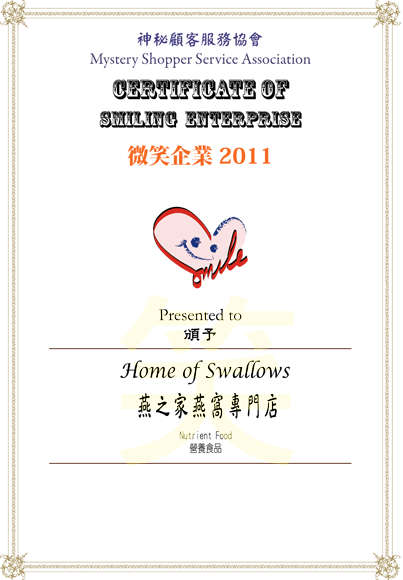 神秘顧客服務協會
Mystery Shopper Service Association
CERTIFICATE OF
SMILING ENTERPRISE
微笑企業 2011
Smile
Presented to
頒予
笑
Home of Swallows
燕之家燕窩專門店
Nutrient Food
營養食品